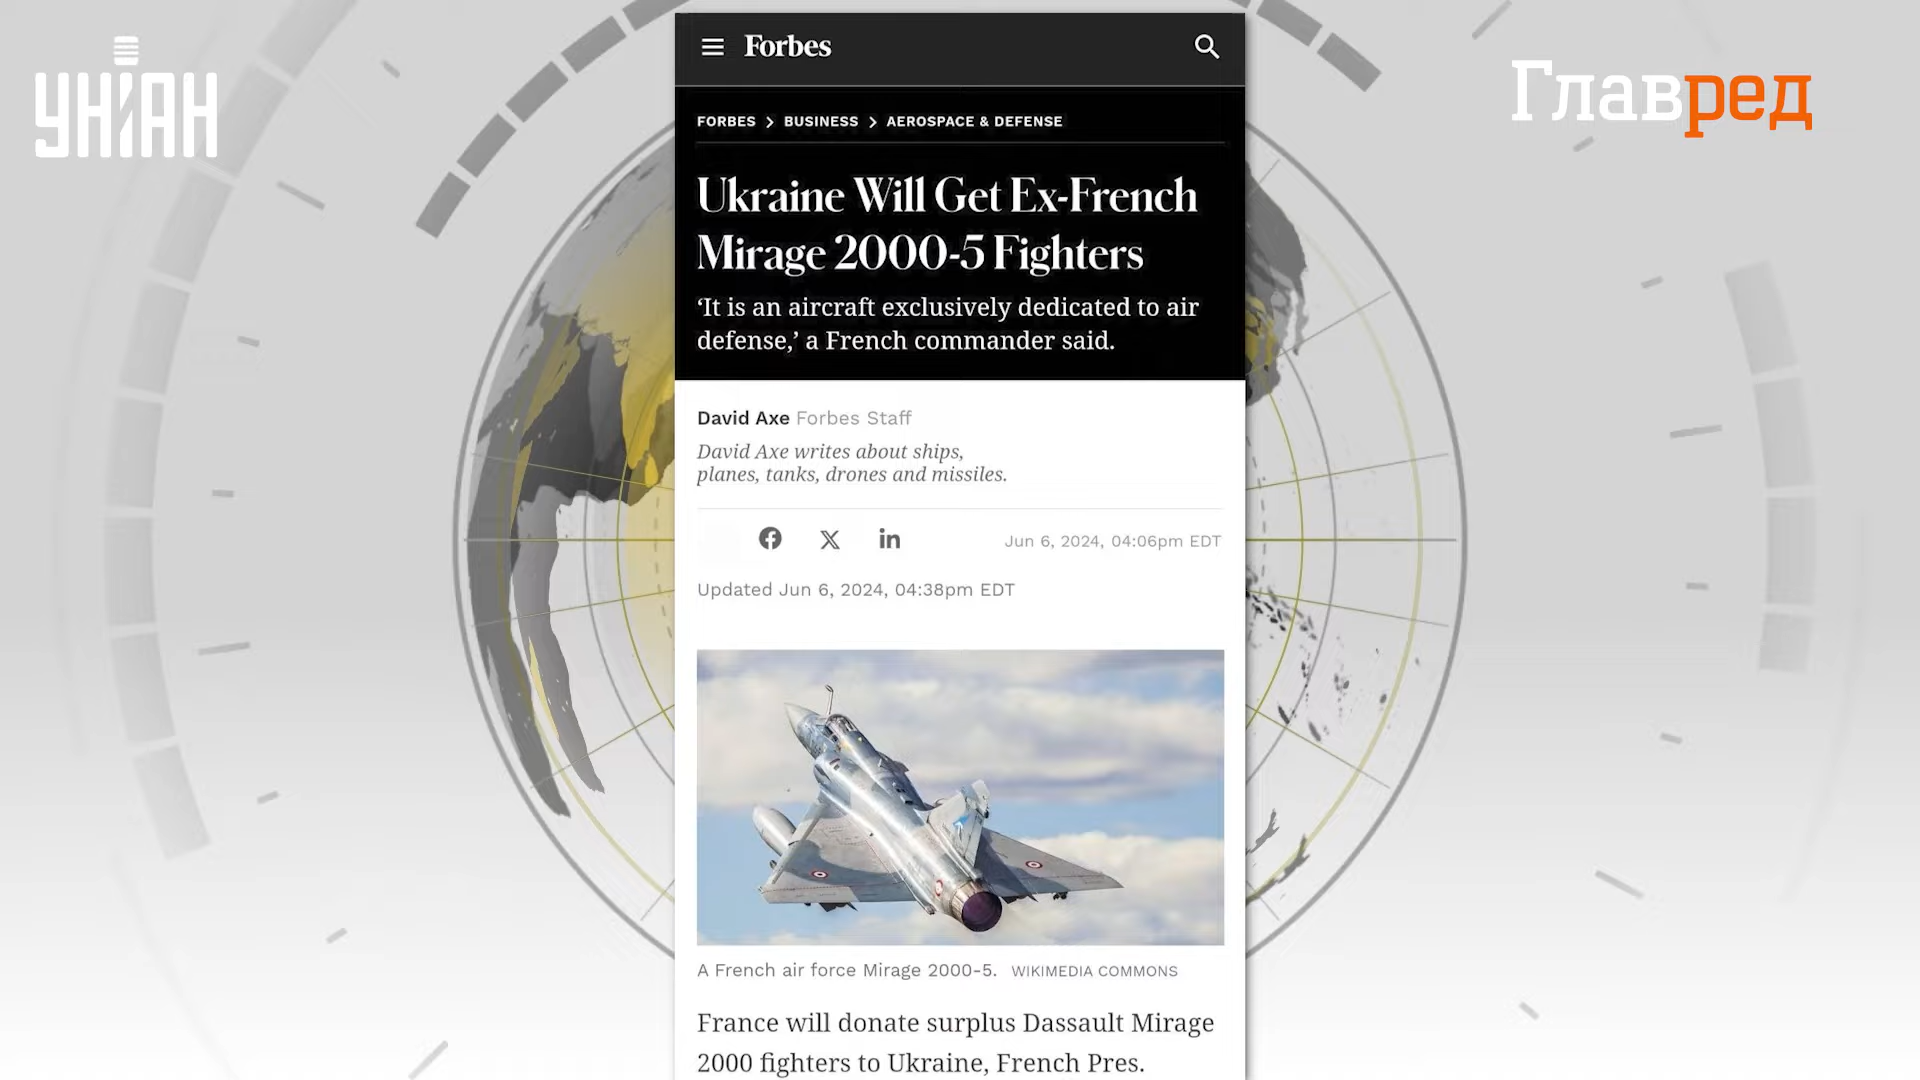 УНІАН
Главред
Forbes
FORBES > BUSINESS > AEROSPACE & DEFENSE
Ukraine Will Get Ex-French
Mirage 2000-5 Fighters
‘It is an aircraft exclusively dedicated to air
defense,’ a French commander said.
David Axe Forbes Staff
David Axe writes about ships,
planes, tanks, drones and missiles.
Jun 6, 2024, 04:06pm EDT
Updated Jun 6, 2024, 04:38pm EDT
A French air force Mirage 2000-5. WIKIMEDIA COMMONS
France will donate surplus Dassault Mirage
2000 fighters to Ukraine, French Pres.